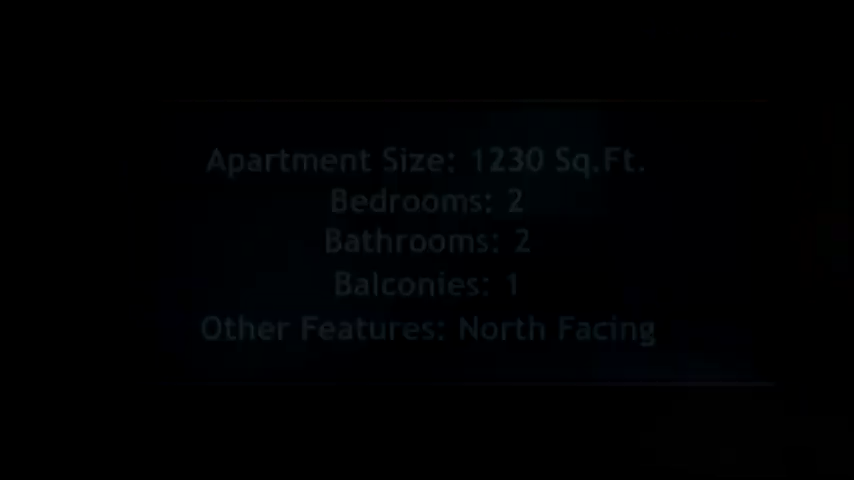 Apartment Size: 1230 Sq.Ft.
Bedrooms: 2
Bathrooms: 2
Balconies: 1
Other Features: North Facing